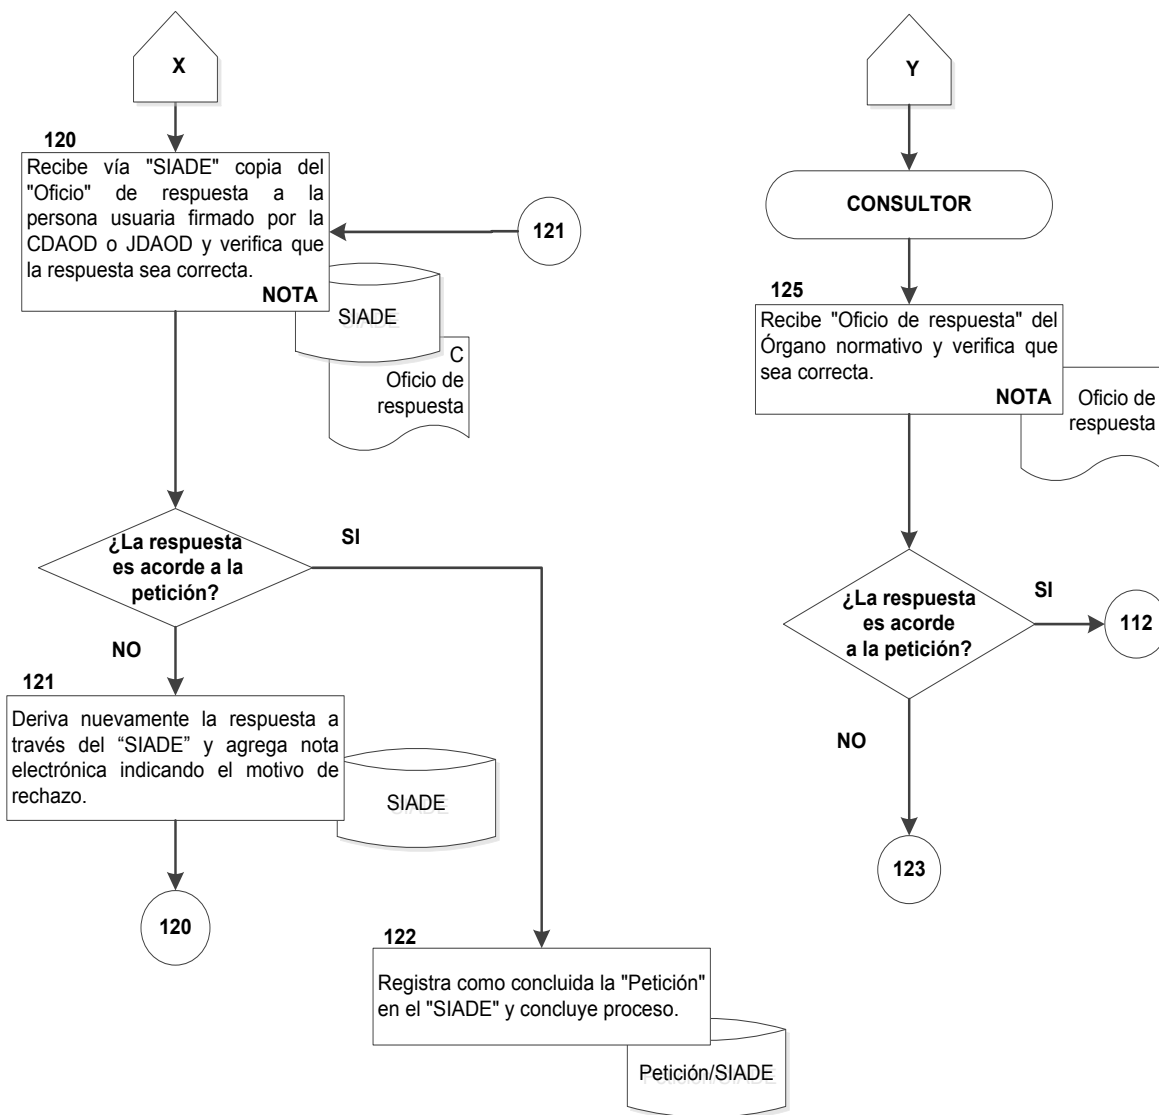 X
120
Recibe vía "SIADE" copia del
"Oficio" de respuesta a la
persona usuaria firmado por la
CDAOD o JDAOD y verifica que
la respuesta sea correcta.
NOTA
121
SIADE
C
Oficio de
respuesta
¿La respuesta
es acorde a la
petición?
SI
NO
121
Deriva nuevamente la respuesta a
través del “SIADE” y agrega nota
electrónica indicando el motivo de
rechazo.
SIADE
120
122
Registra como concluida la "Petición"
en el "SIADE" y concluye proceso.
Petición/SIADE
Y
CONSULTOR
125
Recibe "Oficio de respuesta" del
Órgano normativo y verifica que
sea correcta.
NOTA
Oficio de
respuesta
¿La respuesta
es acorde
a la petición?
SI
112
NO
123